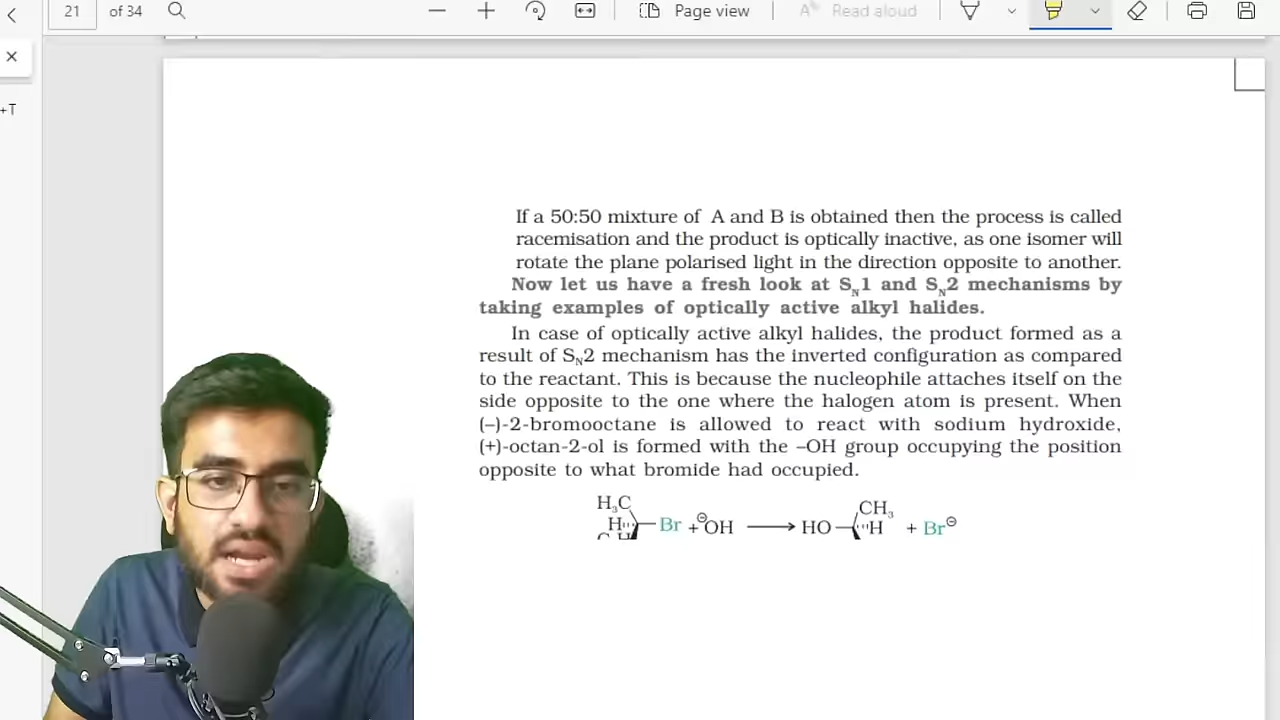 21 of 34 Page view Read aloud
+T
If a 50:50 mixture of A and B is obtained then the process is called
racemisation and the product is optically inactive, as one isomer will
rotate the plane polarised light in the direction opposite to another.
Now let us have a fresh look at SN1 and SN2 mechanisms by
taking examples of optically active alkyl halides.
In case of optically active alkyl halides, the product formed as a
result of SN2 mechanism has the inverted configuration as compared
to the reactant. This is because the nucleophile attaches itself on the
side opposite to the one where the halogen atom is present. When
(–)-2-bromooctane is allowed to react with sodium hydroxide,
(+)-octan-2-ol is formed with the –OH group occupying the position
opposite to what bromide had occupied.
H₃C CH₃
H Br + ⊖OH ⟶ HO H + Br⊖